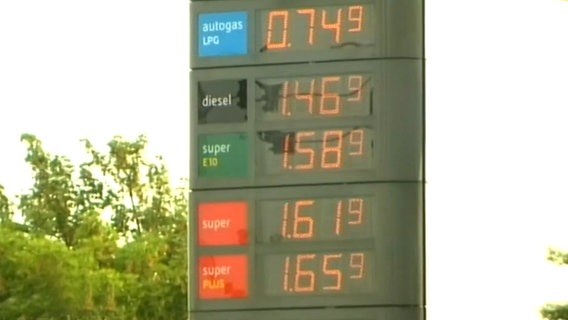 autogas 0.749
LPG
diesel 1.469
super 1.589
E10
super 1.619
super 1.659
PLUS